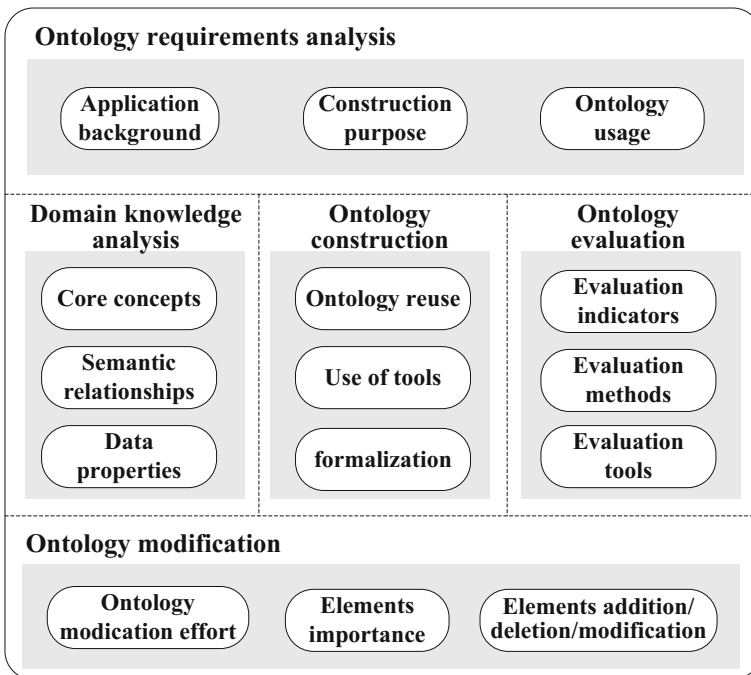 Ontology requirements analysis
Application
background
Construction
purpose
Ontology
usage
Domain knowledge
analysis
Core concepts
Semantic
relationships
Data
properties
Ontology
construction
Ontology reuse
Use of tools
formalization
Ontology
evaluation
Evaluation
indicators
Evaluation
methods
Evaluation
tools
Ontology modification
Ontology
modication effort
Elements
importance
Elements addition/
deletion/modification